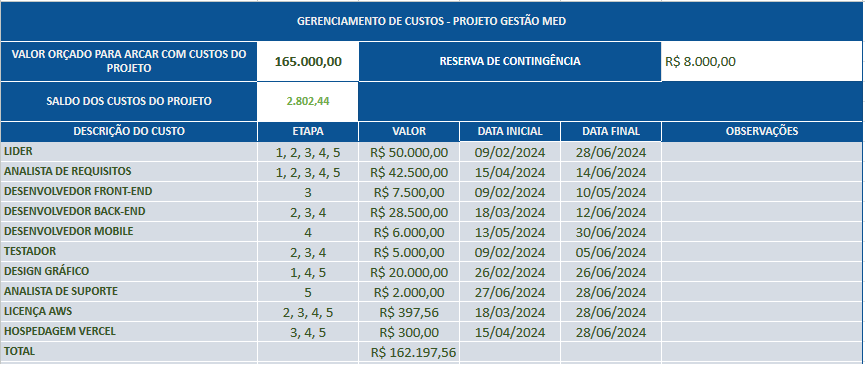 GERENCIAMENTO DE CUSTOS - PROJETO GESTÃO MED
VALOR ORÇADO PARA ARCAR COM CUSTOS DO PROJETO 165.000,00 RESERVA DE CONTINGÊNCIA R$ 8.000,00
SALDO DOS CUSTOS DO PROJETO 2.802,44
DESCRIÇÃO DO CUSTO ETAPA VALOR DATA INICIAL DATA FINAL OBSERVAÇÕES
LIDER 1, 2, 3, 4, 5 R$ 50.000,00 09/02/2024 28/06/2024
ANALISTA DE REQUISITOS 1, 2, 3, 4, 5 R$ 42.500,00 15/04/2024 14/06/2024
DESENVOLVEDOR FRONT-END 3 R$ 7.500,00 09/02/2024 10/05/2024
DESENVOLVEDOR BACK-END 2, 3, 4 R$ 28.500,00 18/03/2024 12/06/2024
DESENVOLVEDOR MOBILE 4 R$ 6.000,00 13/05/2024 30/06/2024
TESTADOR 2, 3, 4 R$ 5.000,00 09/02/2024 05/06/2024
DESIGN GRÁFICO 1, 4, 5 R$ 20.000,00 26/02/2024 26/06/2024
ANALISTA DE SUPORTE 5 R$ 2.000,00 27/06/2024 28/06/2024
LICENÇA AWS 2, 3, 4, 5 R$ 397,56 18/03/2024 28/06/2024
HOSPEDAGEM VERCEL 3, 4, 5 R$ 300,00 15/04/2024 28/06/2024
TOTAL R$ 162.197,56